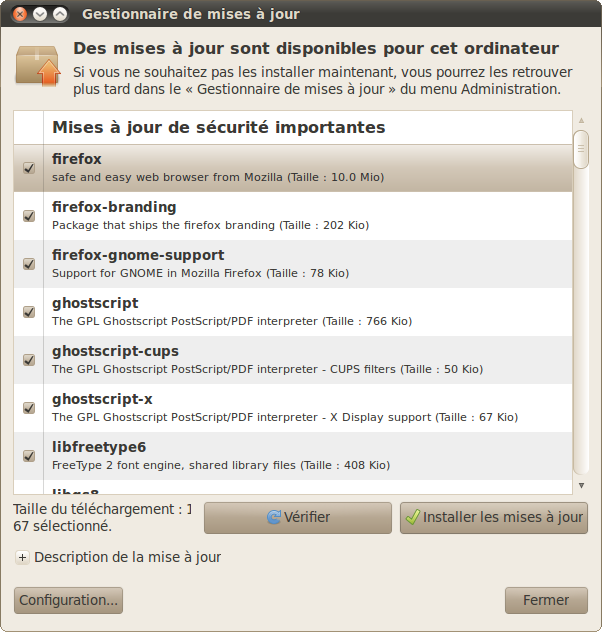 Gestionnaire de mises à jour
Des mises à jour sont disponibles pour cet ordinateur
Si vous ne souhaitez pas les installer maintenant, vous pourrez les retrouver
plus tard dans le « Gestionnaire de mises à jour » du menu Administration.
Mises à jour de sécurité importantes
firefox
safe and easy web browser from Mozilla (Taille : 10.0 Mio)
firefox-branding
Package that ships the firefox branding (Taille : 202 Kio)
firefox-gnome-support
Support for GNOME in Mozilla Firefox (Taille : 78 Kio)
ghostscript
The GPL Ghostscript PostScript/PDF interpreter (Taille : 766 Kio)
ghostscript-cups
The GPL Ghostscript PostScript/PDF interpreter - CUPS filters (Taille : 50 Kio)
ghostscript-x
The GPL Ghostscript PostScript/PDF interpreter - X Display support (Taille : 67 Kio)
libfreetype6
FreeType 2 font engine, shared library files (Taille : 408 Kio)
Taille du téléchargement : 1
67 sélectionné.
Vérifier
Installer les mises à jour
Description de la mise à jour
Configuration...
Fermer